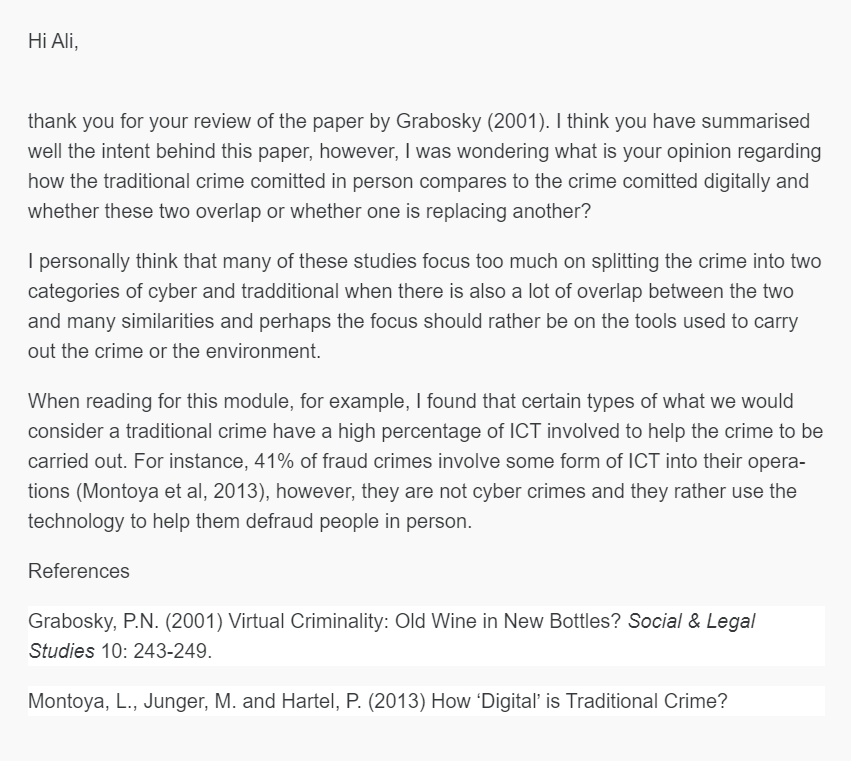 Hi Ali,
thank you for your review of the paper by Grabosky (2001). I think you have summarised
well the intent behind this paper, however, I was wondering what is your opinion regarding
how the traditional crime comitted in person compares to the crime comitted digitally and
whether these two overlap or whether one is replacing another?
I personally think that many of these studies focus too much on splitting the crime into two
categories of cyber and tradditional when there is also a lot of overlap between the two
and many similarities and perhaps the focus should rather be on the tools used to carry
out the crime or the environment.
When reading for this module, for example, I found that certain types of what we would
consider a traditional crime have a high percentage of ICT involved to help the crime to be
carried out. For instance, 41% of fraud crimes involve some form of ICT into their opera-
tions (Montoya et al, 2013), however, they are not cyber crimes and they rather use the
technology to help them defraud people in person.
References
Grabosky, P.N. (2001) Virtual Criminality: Old Wine in New Bottles? Social & Legal
Studies 10: 243-249.
Montoya, L., Junger, M. and Hartel, P. (2013) How ‘Digital’ is Traditional Crime?